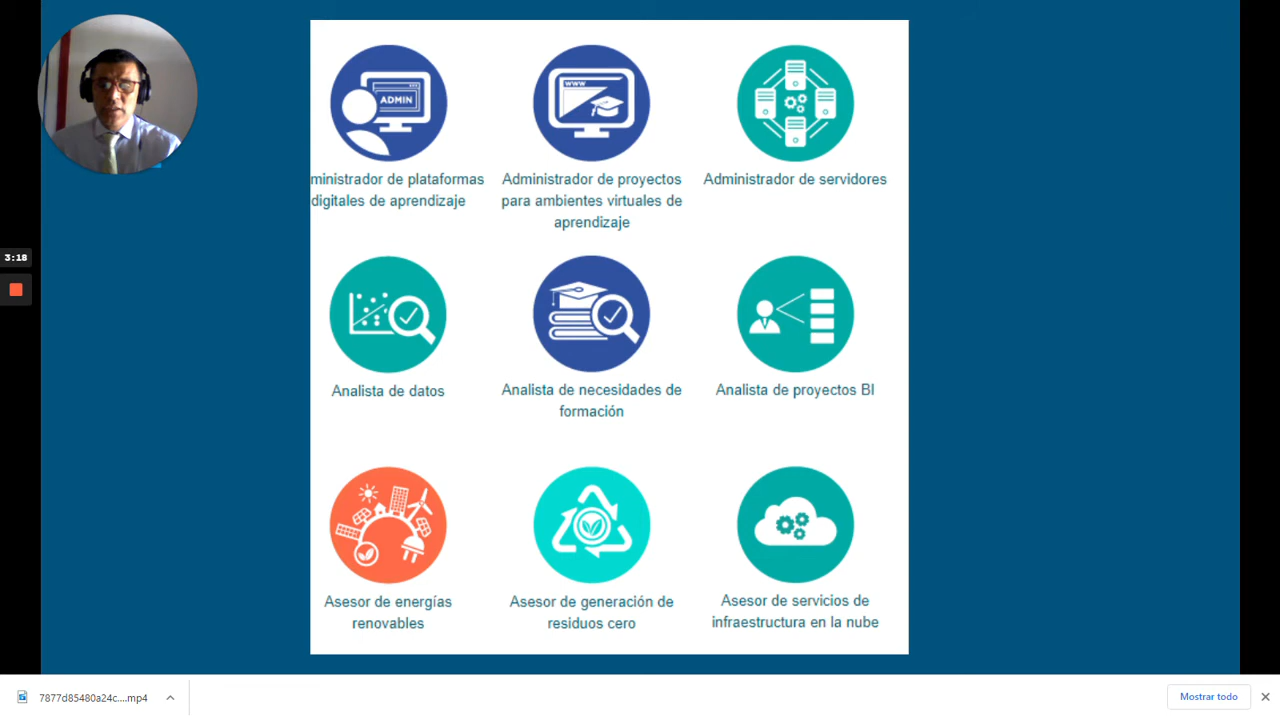 ADMIN
WWW
ministrador de plataformas
digitales de aprendizaje
Administrador de proyectos
para ambientes virtuales de
aprendizaje
Administrador de servidores
3:18
Analista de datos
Analista de necesidades de
formación
Analista de proyectos BI
Asesor de energías
renovables
Asesor de generación de
residuos cero
Asesor de servicios de
infraestructura en la nube
7877d85480a24c....mp4
Mostrar todo